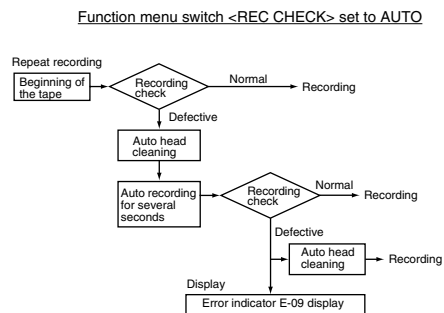 Function menu switch <REC CHECK> set to AUTO
Repeat recording
Beginning of
the tape
Recording
check
Normal
Recording
Defective
Auto head
cleaning
Auto recording
for several
seconds
Recording
check
Normal
Recording
Defective
Auto head
cleaning
Recording
Display
Error indicator E-09 display